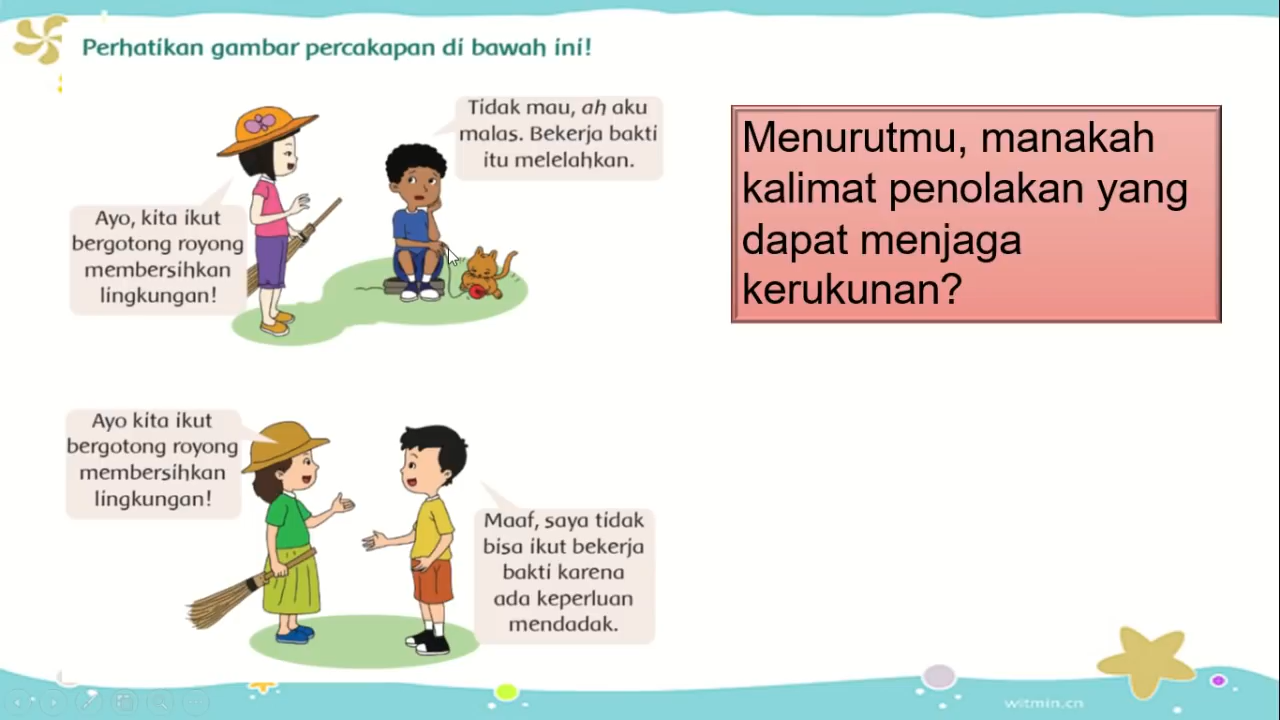 Perhatikan gambar percakapan di bawah ini!
Tidak mau, ah aku
malas. Bekerja bakti
itu melelahkan.
Ayo, kita ikut
bergotong royong
membersihkan
lingkungan!
Menurutmu, manakah
kalimat penolakan yang
dapat menjaga
kerukunan?
Ayo kita ikut
bergotong royong
membersihkan
lingkungan!
Maaf, saya tidak
bisa ikut bekerja
bakti karena
ada keperluan
mendadak.
witmin.cn